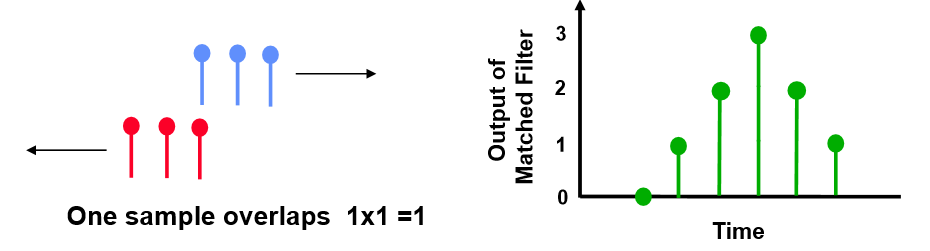 One sample overlaps 1x1 =1
Output of
Matched Filter
3
2
1
0
Time